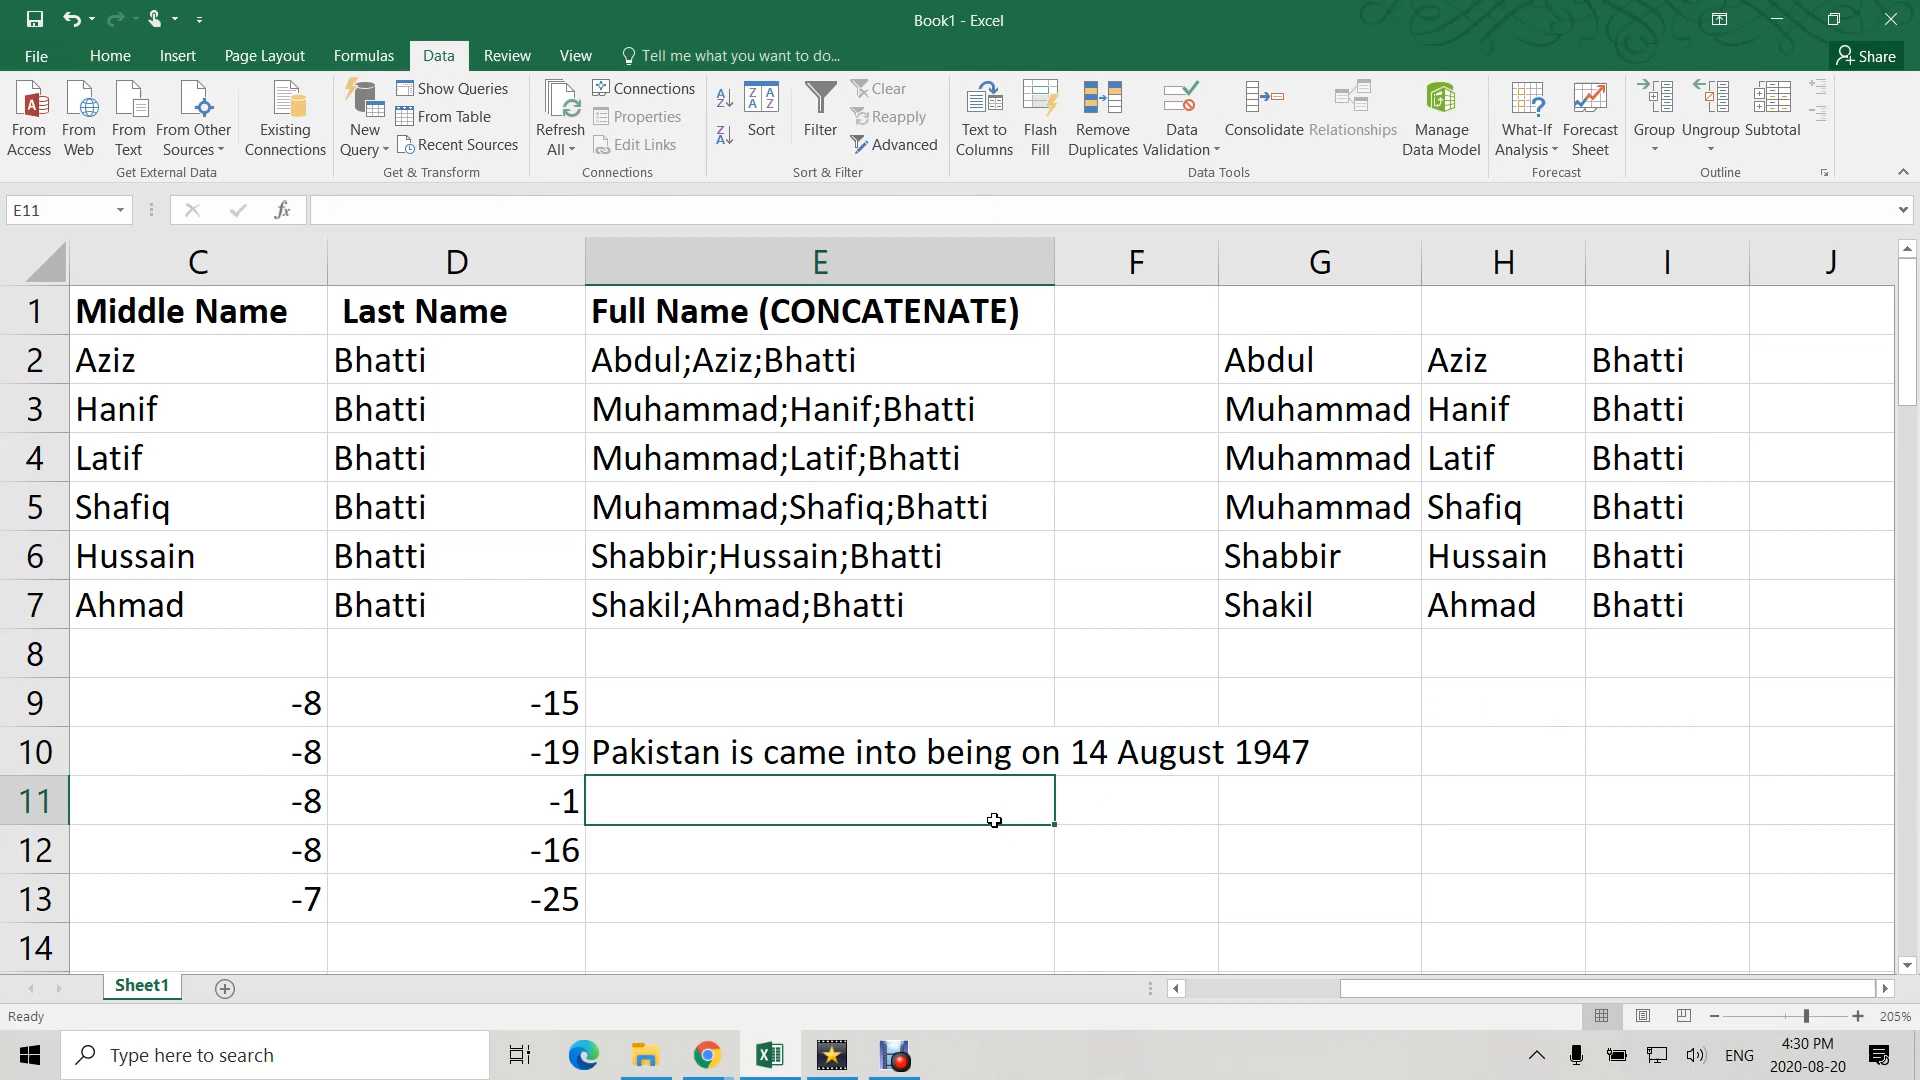 Book1 - Excel
File Home Insert Page Layout Formulas Data Review View Tell me what you want to do... Share
From Access
From Web
From Text
From Other Sources
Existing Connections
Get External Data
New Query
Show Queries
From Table
Recent Sources
Get & Transform
Refresh All
Connections
Properties
Edit Links
Connections
Sort
Filter
Clear
Reapply
Advanced
Sort & Filter
Text to Columns
Flash Fill
Remove Duplicates
Data Validation
Consolidate
Relationships
Manage Data Model
Data Tools
What-If Analysis
Forecast Sheet
Forecast
Group
Ungroup
Subtotal
Outline
E11 fx
C D E F G H I J
1 Middle Name Last Name Full Name (CONCATENATE)
2 Aziz Bhatti Abdul;Aziz;Bhatti Abdul Aziz Bhatti
3 Hanif Bhatti Muhammad;Hanif;Bhatti Muhammad Hanif Bhatti
4 Latif Bhatti Muhammad;Latif;Bhatti Muhammad Latif Bhatti
5 Shafiq Bhatti Muhammad;Shafiq;Bhatti Muhammad Shafiq Bhatti
6 Hussain Bhatti Shabbir;Hussain;Bhatti Shabbir Hussain Bhatti
7 Ahmad Bhatti Shakil;Ahmad;Bhatti Shakil Ahmad Bhatti
8
9 -8 -15
10 -8 -19 Pakistan is came into being on 14 August 1947
11 -8 -1
12 -8 -16
13 -7 -25
14
Sheet1
Ready 205%
Type here to search ENG 4:30 PM
2020-08-20